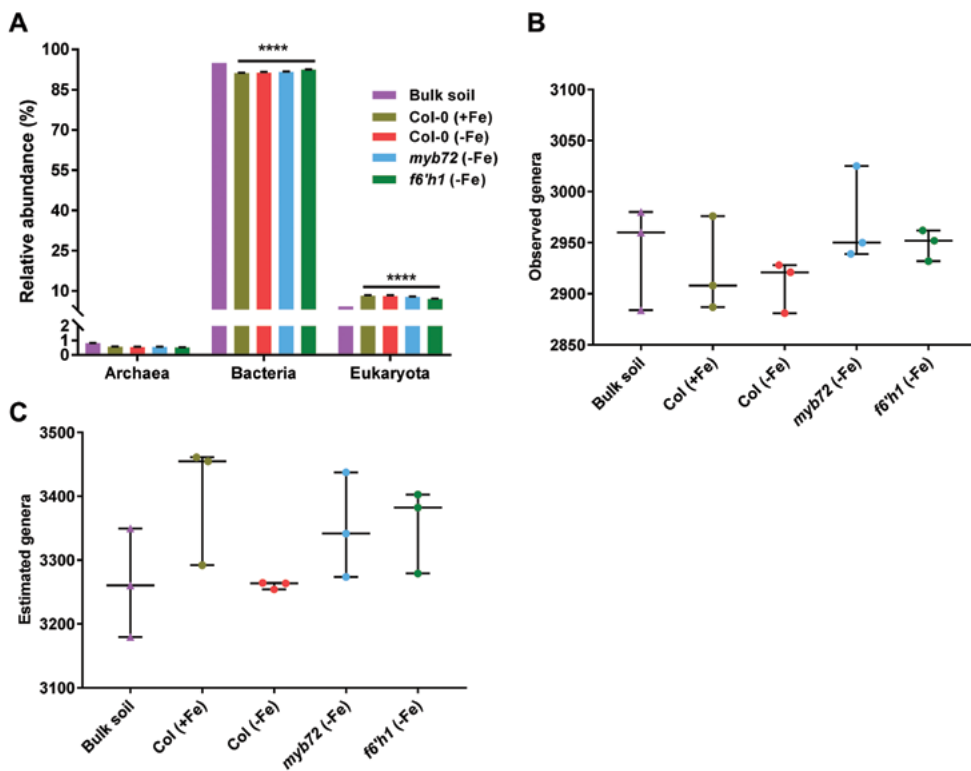 A
Relative abundance (%)
100
85
70
55
40
25
10
2
1
0
****
****
Bulk soil
Col-0 (+Fe)
Col-0 (-Fe)
myb72 (-Fe)
f6'h1 (-Fe)
Archaea
Bacteria
Eukaryota
B
Observed genera
3100
3050
3000
2950
2900
2850
Bulk soil
Col (+Fe)
Col (-Fe)
myb72 (-Fe)
f6'h1 (-Fe)
C
Estimated genera
3500
3400
3300
3200
3100
Bulk soil
Col (+Fe)
Col (-Fe)
myb72 (-Fe)
f6'h1 (-Fe)